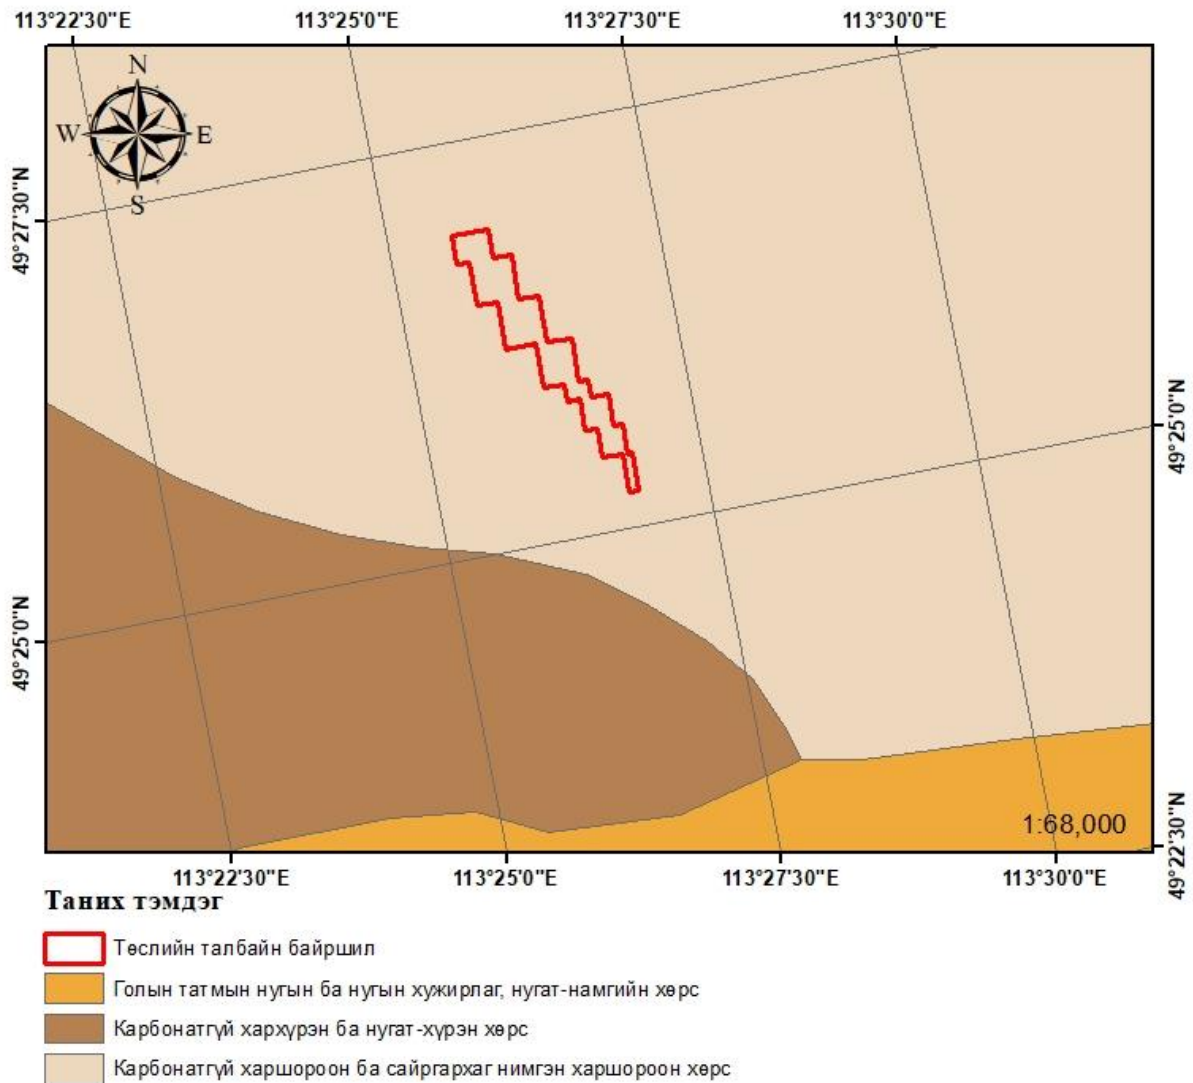 113°22'30"E 113°25'0"E 113°27'30"E 113°30'0"E
N
W E
S
49°27'30"N
49°25'0"N
49°25'0"N
49°22'30"N
1:68,000
113°22'30"E 113°25'0"E 113°27'30"E 113°30'0"E
Таних тэмдэг
Төслийн талбайн байршил
Голын татмын нугын ба нугын хужирлаг, нугат-намгийн хөрс
Карбонатгүй хархүрэн ба нугат-хүрэн хөрс
Карбонатгүй харшороон ба сайргархаг нимгэн харшороон хөрс